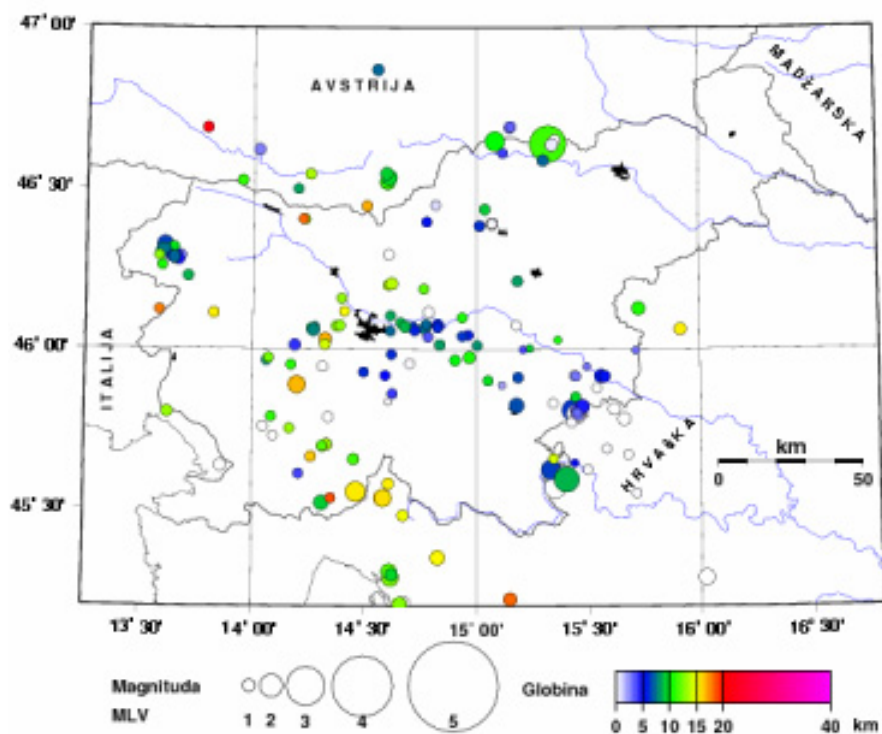 47° 00'
46° 30'
46° 00'
45° 30'
AVSTRIJA
MADŽARSKA
ITALIJA
HRVAŠKA
km
0 50
13° 30' 14° 00' 14° 30' 15° 00' 15° 30' 16° 00' 16° 30'
Magnituda
MLV
1 2 3 4 5
Globina
0 5 10 15 20 40 km